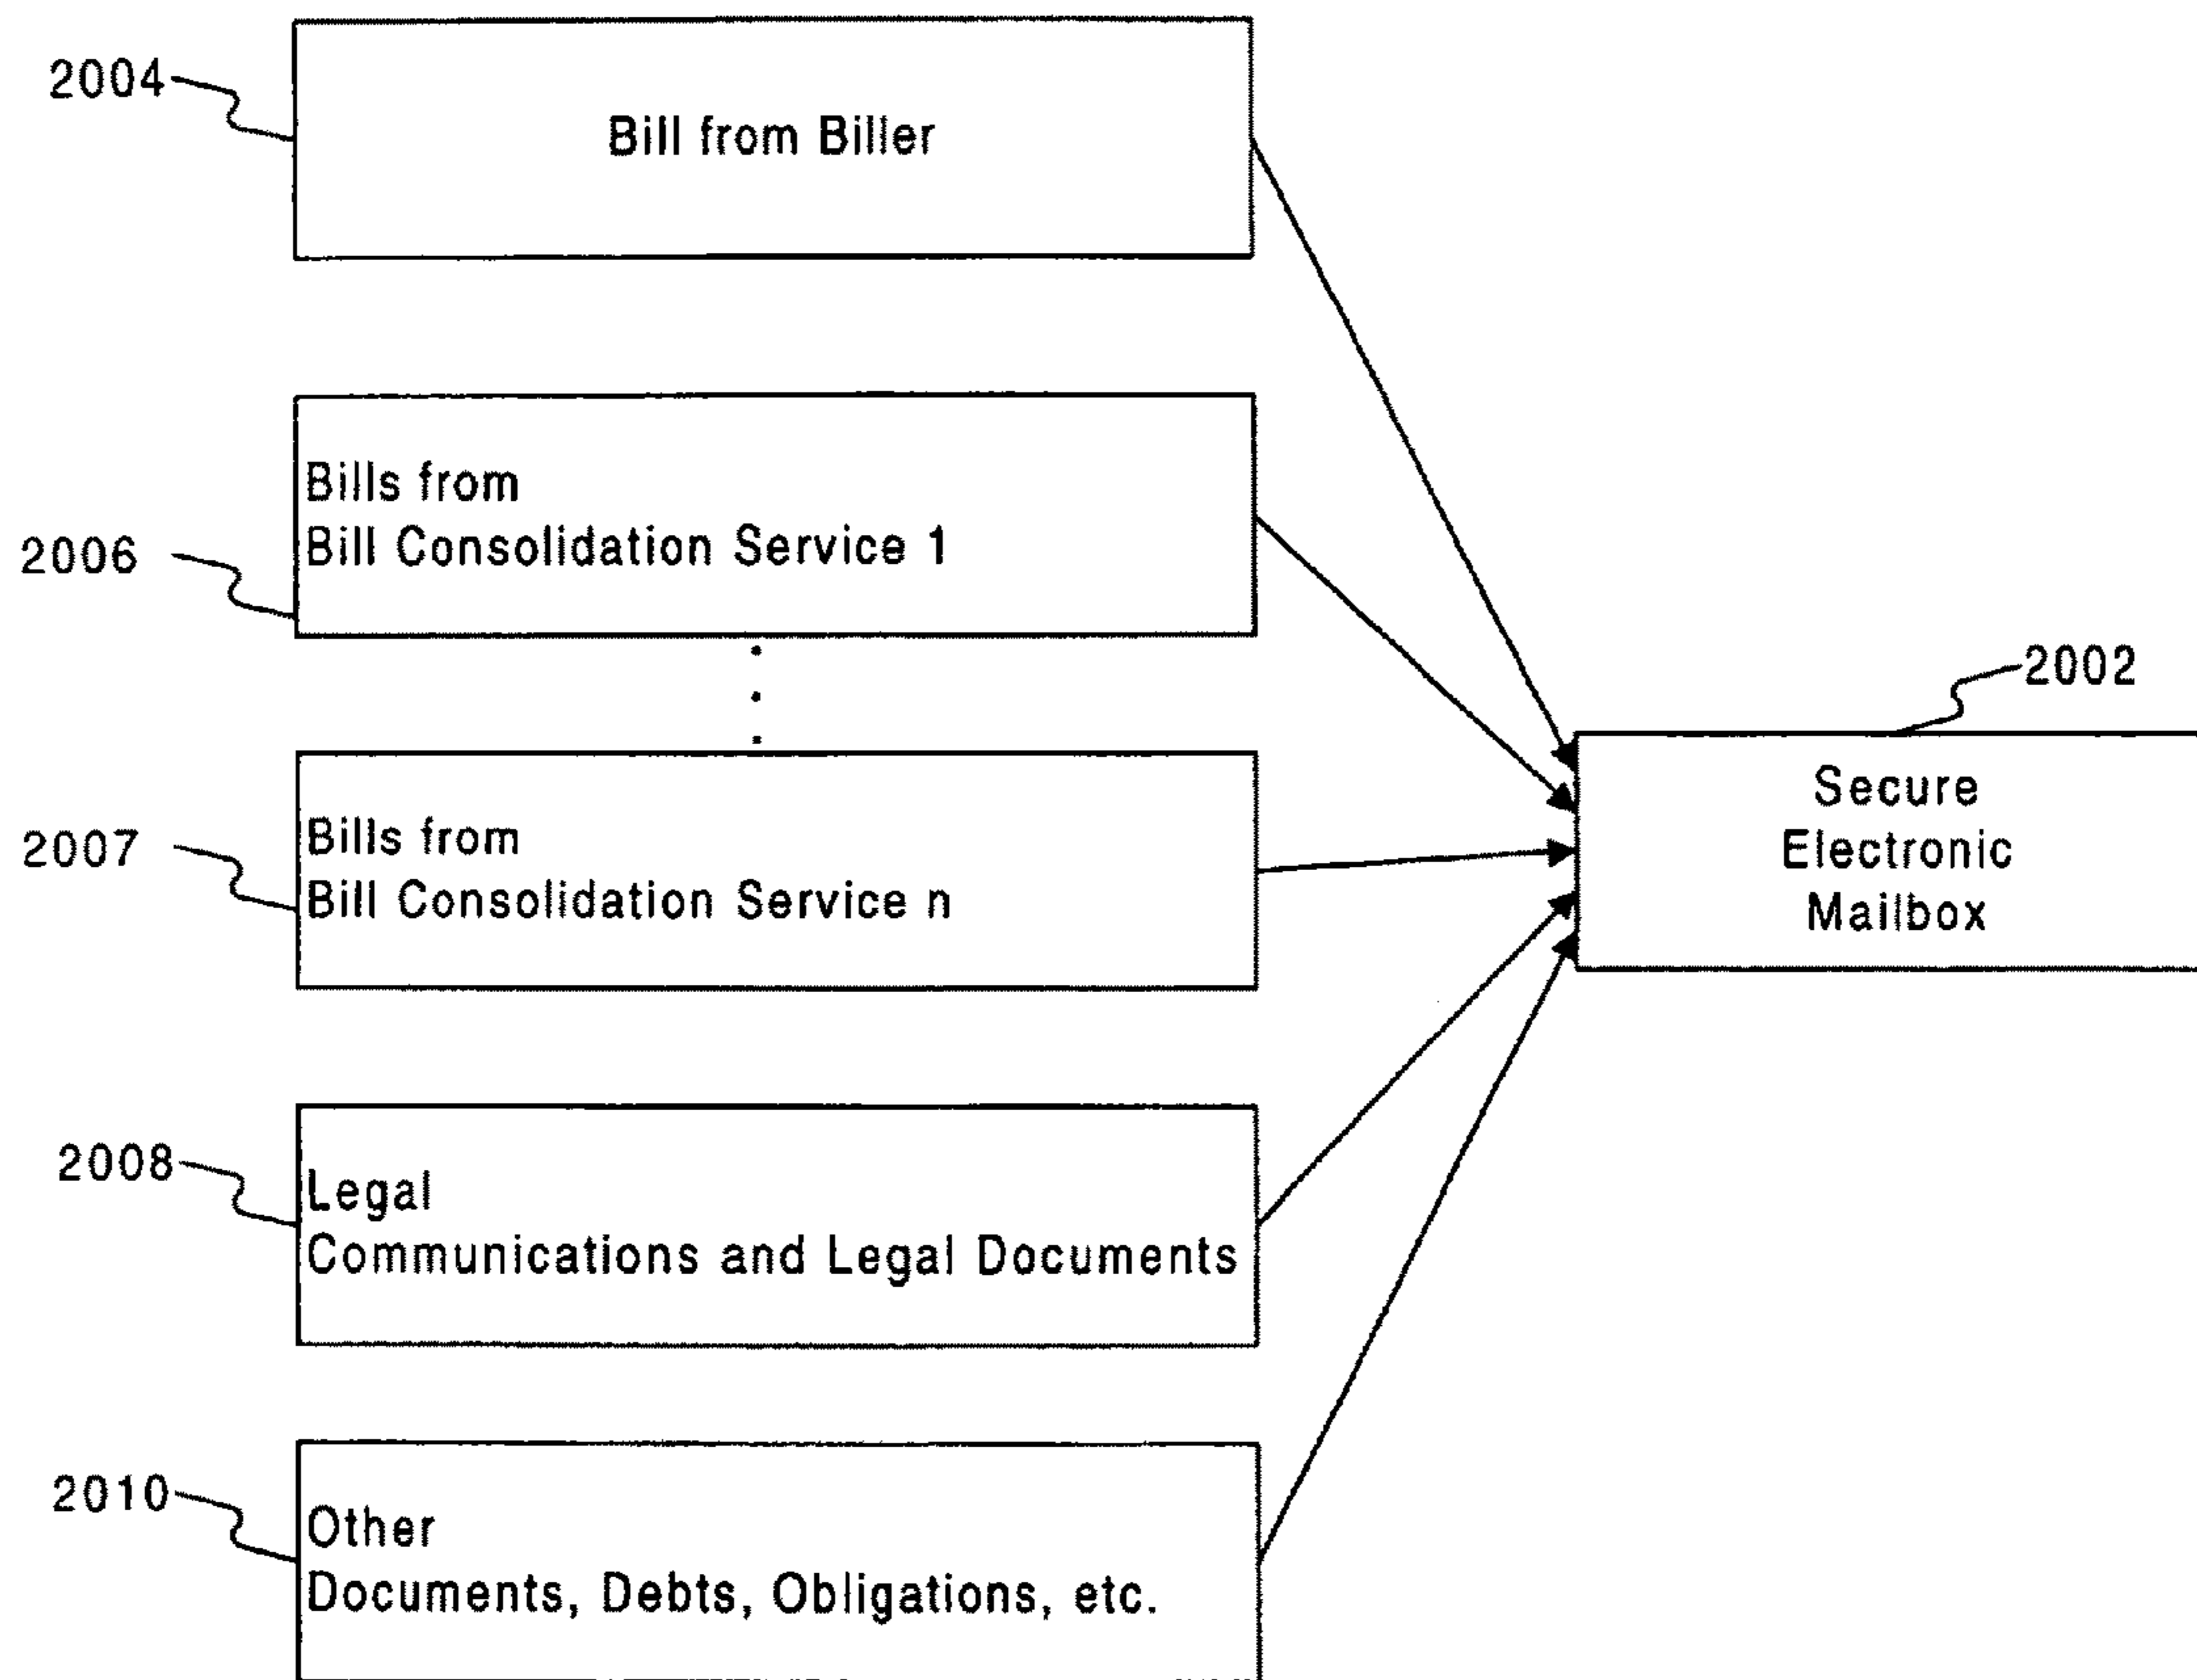 2004
Bill from Biller
2006
Bills from
Bill Consolidation Service 1
2007
Bills from
Bill Consolidation Service n
2008
Legal
Communications and Legal Documents
2010
Other
Documents, Debts, Obligations, etc.
2002
Secure
Electronic
Mailbox